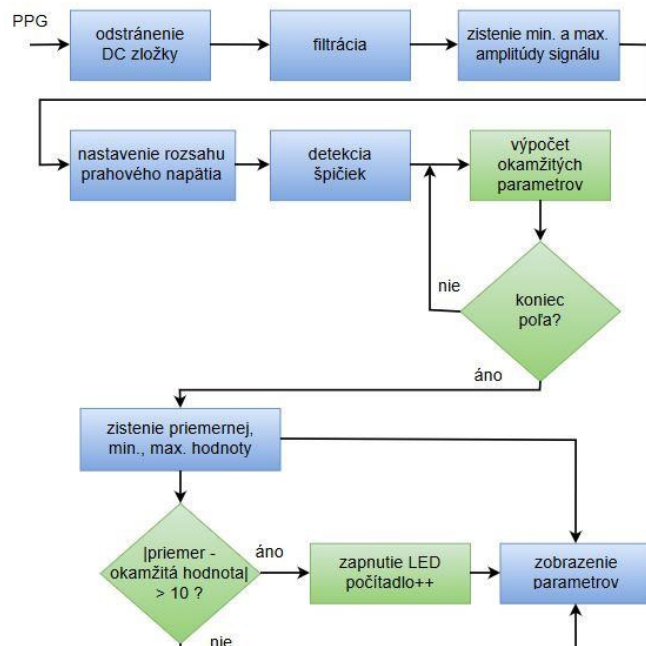 PPG
odstránenie
DC zložky
filtrácia
zistenie min. a max.
amplitúdy signálu
nastavenie rozsahu
prahového napätia
detekcia
špičiek
výpočet
okamžitých
parametrov
nie
koniec
poľa?
áno
zistenie priemernej,
min., max. hodnoty
|priemer -
okamžitá hodnota|
> 10 ?
áno
zapnutie LED
počítadlo++
zobrazenie
parametrov
nie